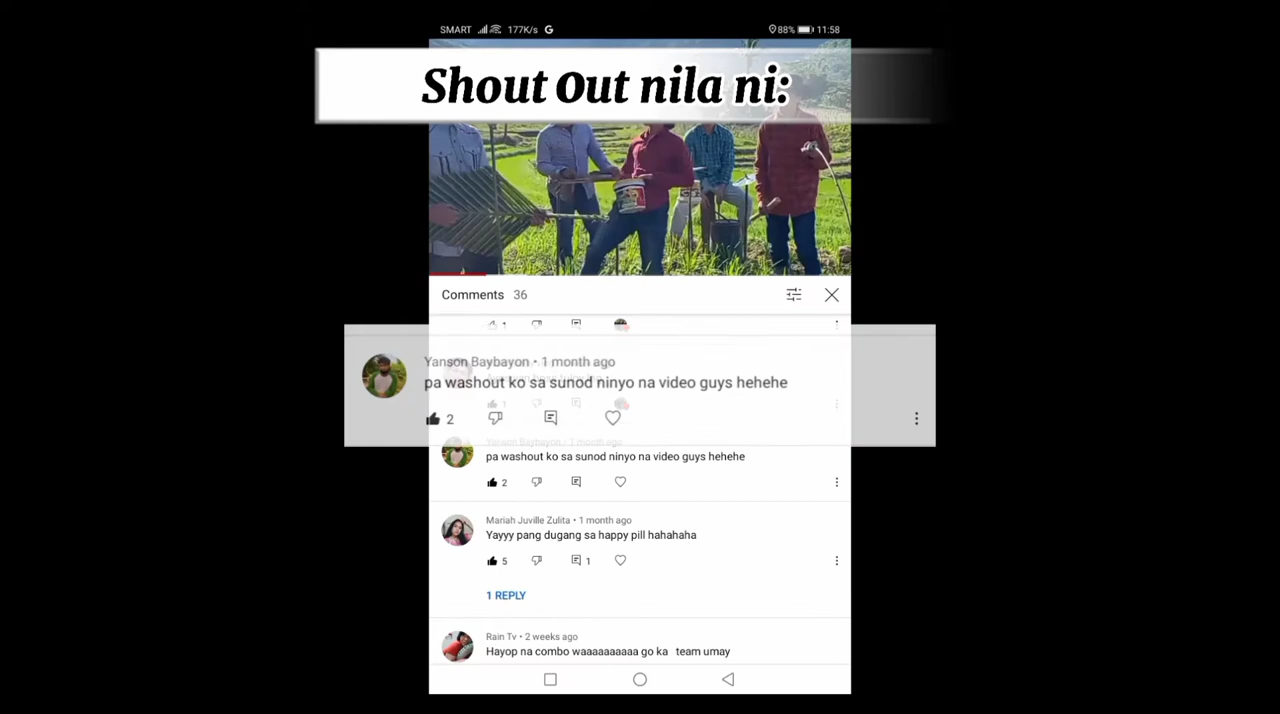 SMART 177K/s G 88% 11:58
Shout Out nila ni:
Comments 36
1
Yanson Baybayon • 1 month ago
pa washout ko sa sunod ninyo na video guys hehehe
1
2
Yanson Baybayon • 1 month ago
pa washout ko sa sunod ninyo na video guys hehehe
2
Mariah Juville Zulita • 1 month ago
Yayyy pang dugang sa happy pill hahahaha
5 1
1 REPLY
Rain Tv • 2 weeks ago
Hayop na combo waaaaaaaaaa go ka team umay